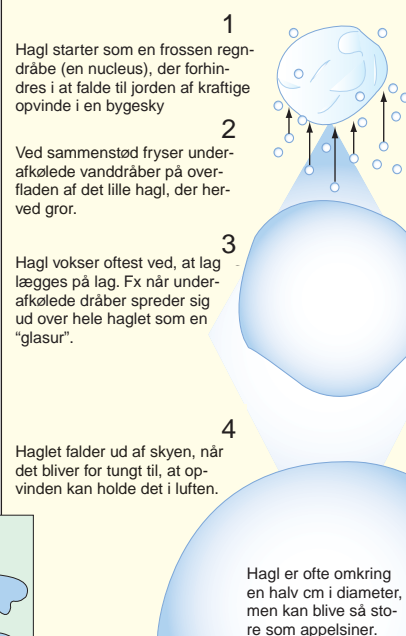 1
Hagl starter som en frossen regn-
dråbe (en nucleus), der forhin-
dres i at falde til jorden af kraftige
opvinde i en bygesky
2
Ved sammenstød fryser under-
afkølede vanddråber på over-
fladen af det lille hagl, der her-
ved gror.
3
Hagl vokser oftest ved, at lag
lægges på lag. Fx når under-
afkølede dråber spreder sig
ud over hele haglet som en
“glasur”.
4
Haglet falder ud af skyen, når
det bliver for tungt til, at op-
vinden kan holde det i luften.
Hagl er ofte omkring
en halv cm i diameter,
men kan blive så sto-
re som appelsiner.